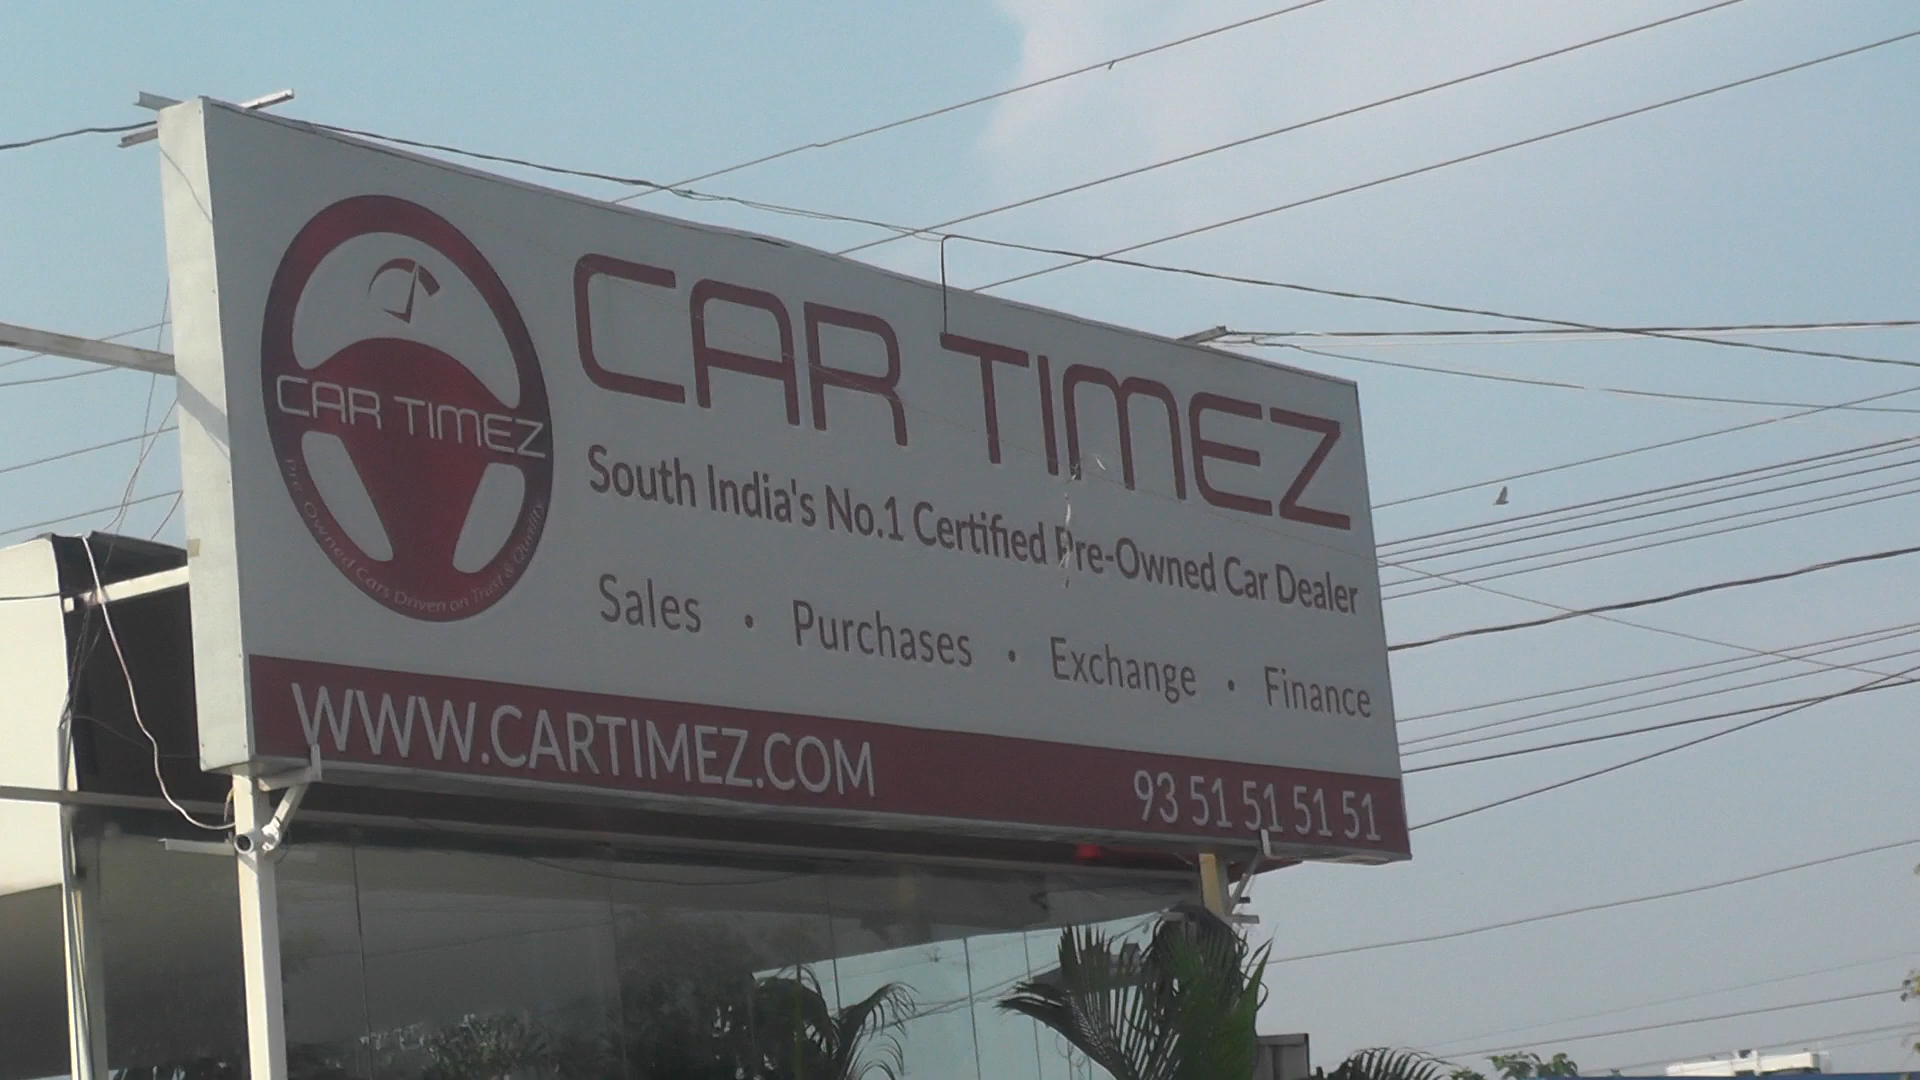 CAR TIMEZ
Pre Owned Cars Driven on Trust & Quality
CAR TIMEZ
South India's No.1 Certified Pre-Owned Car Dealer
Sales • Purchases • Exchange • Finance
WWW.CARTIMEZ.COM
93 51 51 51 51